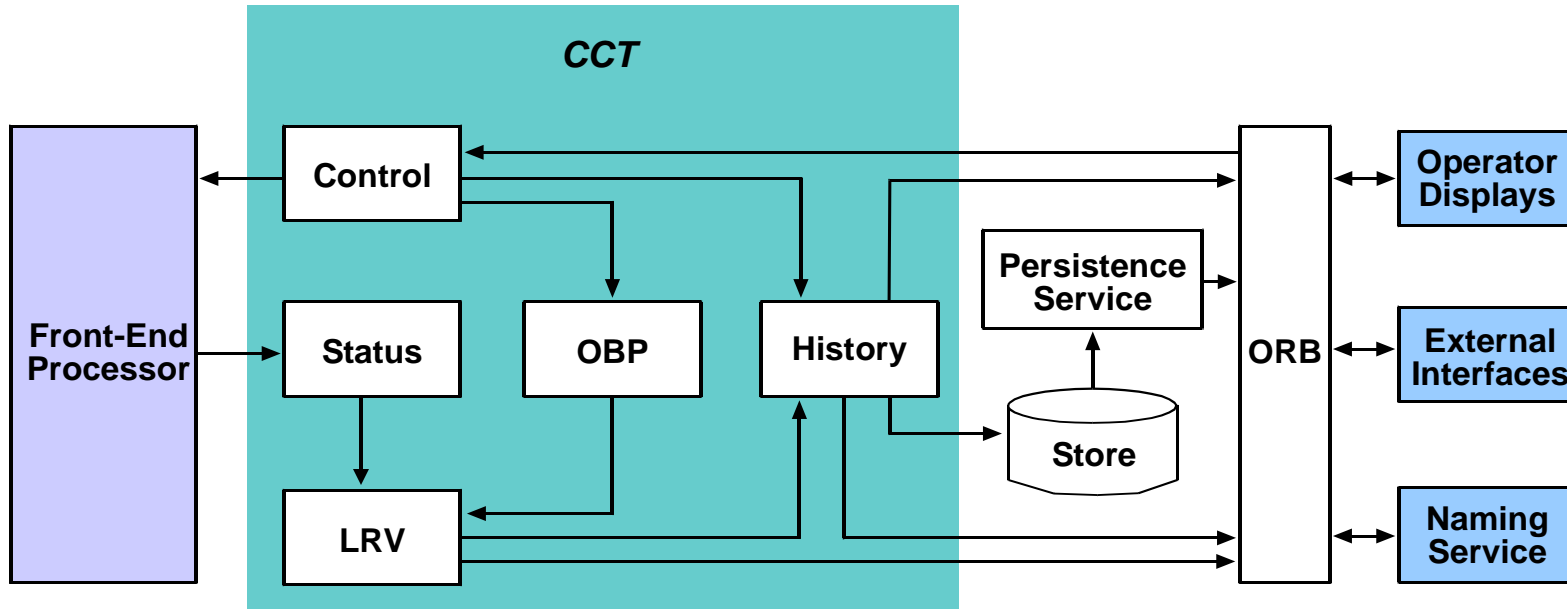 CCT
Control
Operator
Displays
Persistence
Service
Front-End
Processor
Status
OBP
History
ORB
External
Interfaces
Store
LRV
Naming
Service